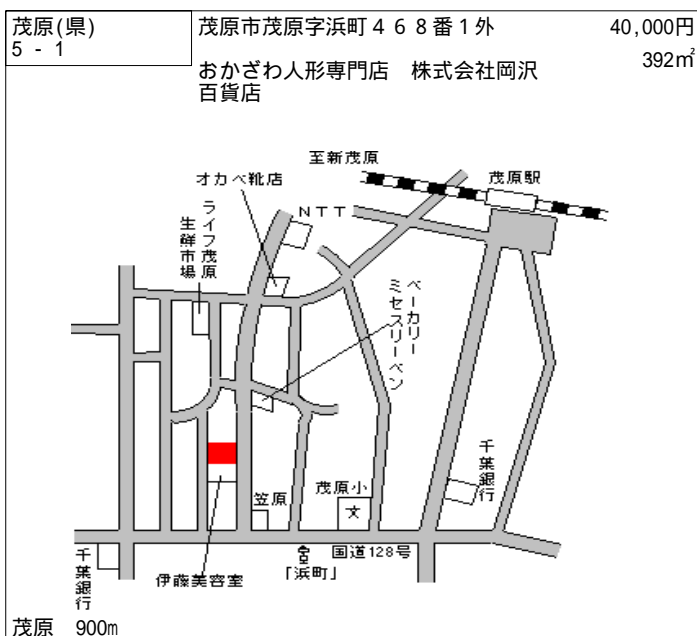 茂原(県)
5 - 1
茂原市茂原字浜町４６８番１外
40,000円
392㎡
おかざわ人形専門店　株式会社岡沢
百貨店
至新茂原
茂原駅
オカベ靴店
ＮＴＴ
ライフ茂原
生鮮市場
ベーカリー
ミセスリーベン
千葉銀行
笠原
茂原小
文
国道128号
「浜町」
伊藤美容室
千葉銀行
茂原　900m